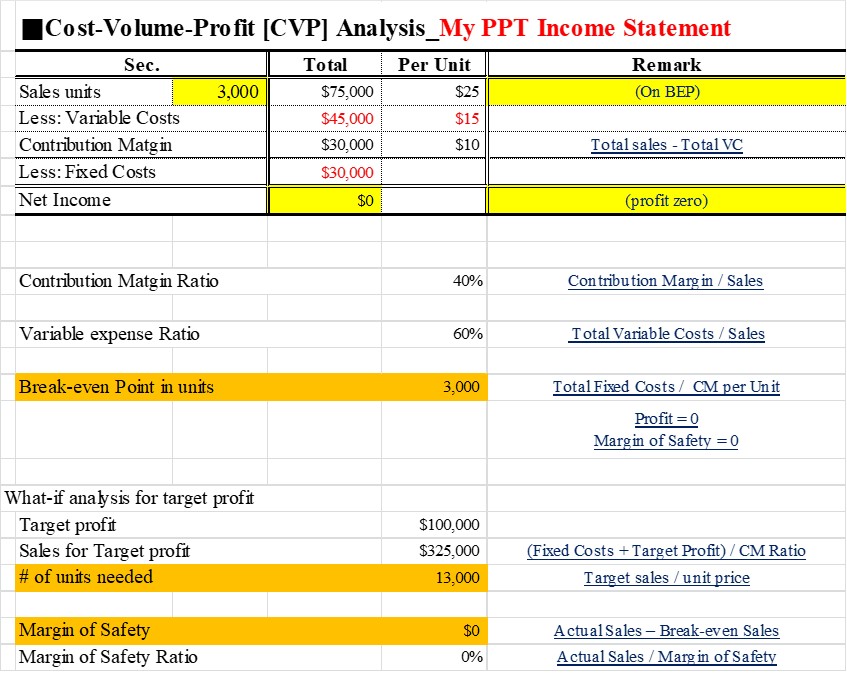 ■Cost-Volume-Profit [CVP] Analysis_My PPT Income Statement
Sec. Total Per Unit Remark
Sales units 3,000 $75,000 $25 (On BEP)
Less: Variable Costs $45,000 $15
Contribution Matgin $30,000 $10 Total sales - Total VC
Less: Fixed Costs $30,000
Net Income $0 (profit zero)
Contribution Matgin Ratio 40% Contribution Margin / Sales
Variable expense Ratio 60% Total Variable Costs / Sales
Break-even Point in units 3,000 Total Fixed Costs / CM per Unit
Profit = 0
Margin of Safety = 0
What-if analysis for target profit
Target profit $100,000
Sales for Target profit $325,000 (Fixed Costs + Target Profit) / CM Ratio
# of units needed 13,000 Target sales / unit price
Margin of Safety $0 Actual Sales – Break-even Sales
Margin of Safety Ratio 0% Actual Sales / Margin of Safety